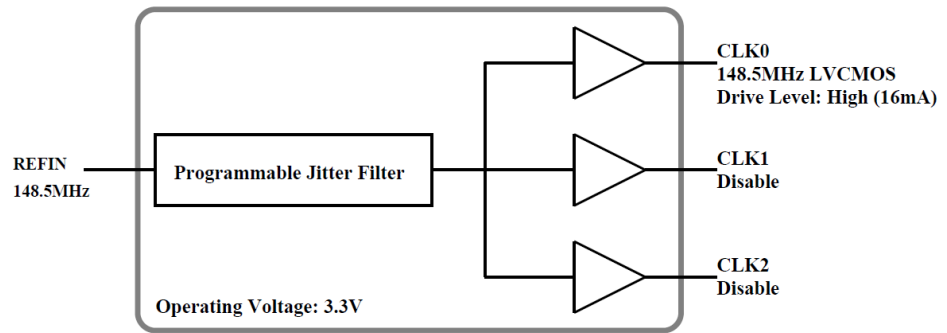 REFIN
148.5MHz
Programmable Jitter Filter
CLK0
148.5MHz LVCMOS
Drive Level: High (16mA)
CLK1
Disable
CLK2
Disable
Operating Voltage: 3.3V